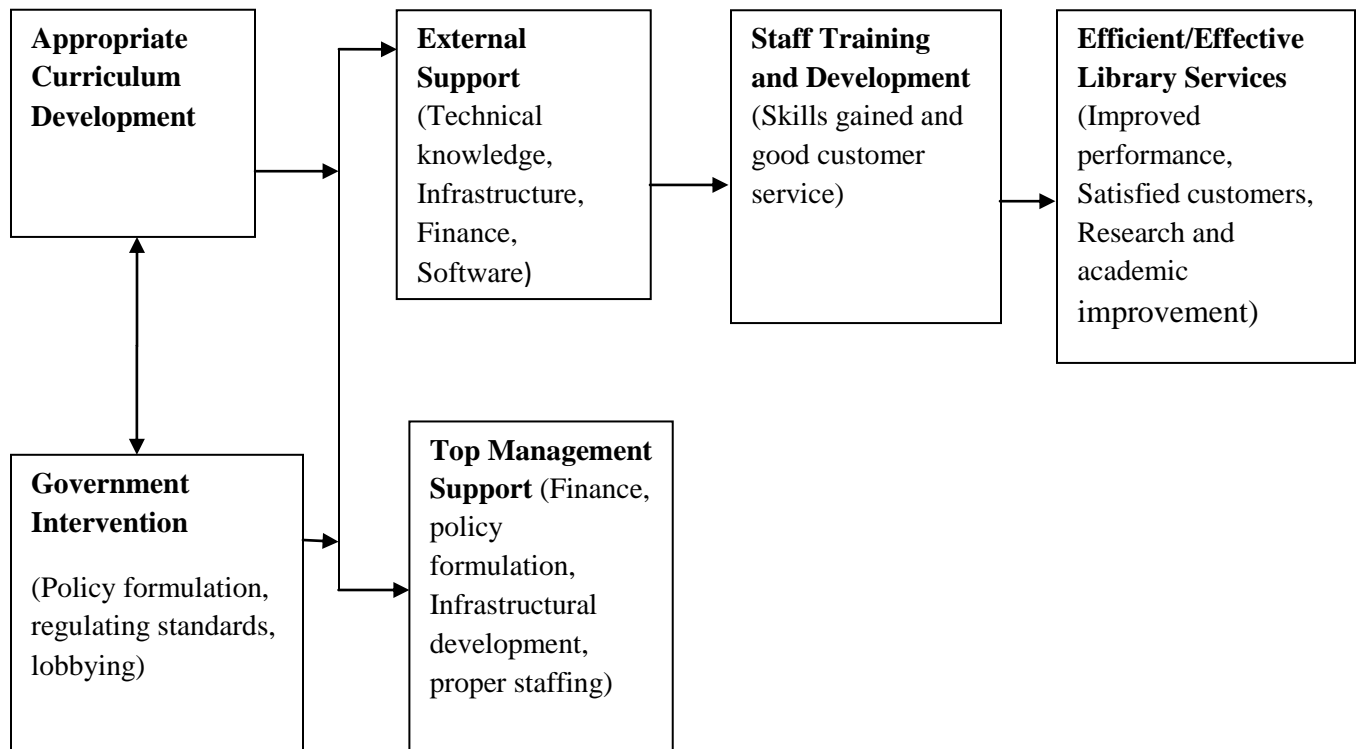 Appropriate
Curriculum
Development
External
Support
(Technical
knowledge,
Infrastructure,
Finance,
Software)
Staff Training
and Development
(Skills gained and
good customer
service)
Efficient/Effective
Library Services
(Improved
performance,
Satisfied customers,
Research and
academic
improvement)
Government
Intervention
(Policy formulation,
regulating standards,
lobbying)
Top Management
Support (Finance,
policy
formulation,
Infrastructural
development,
proper staffing)